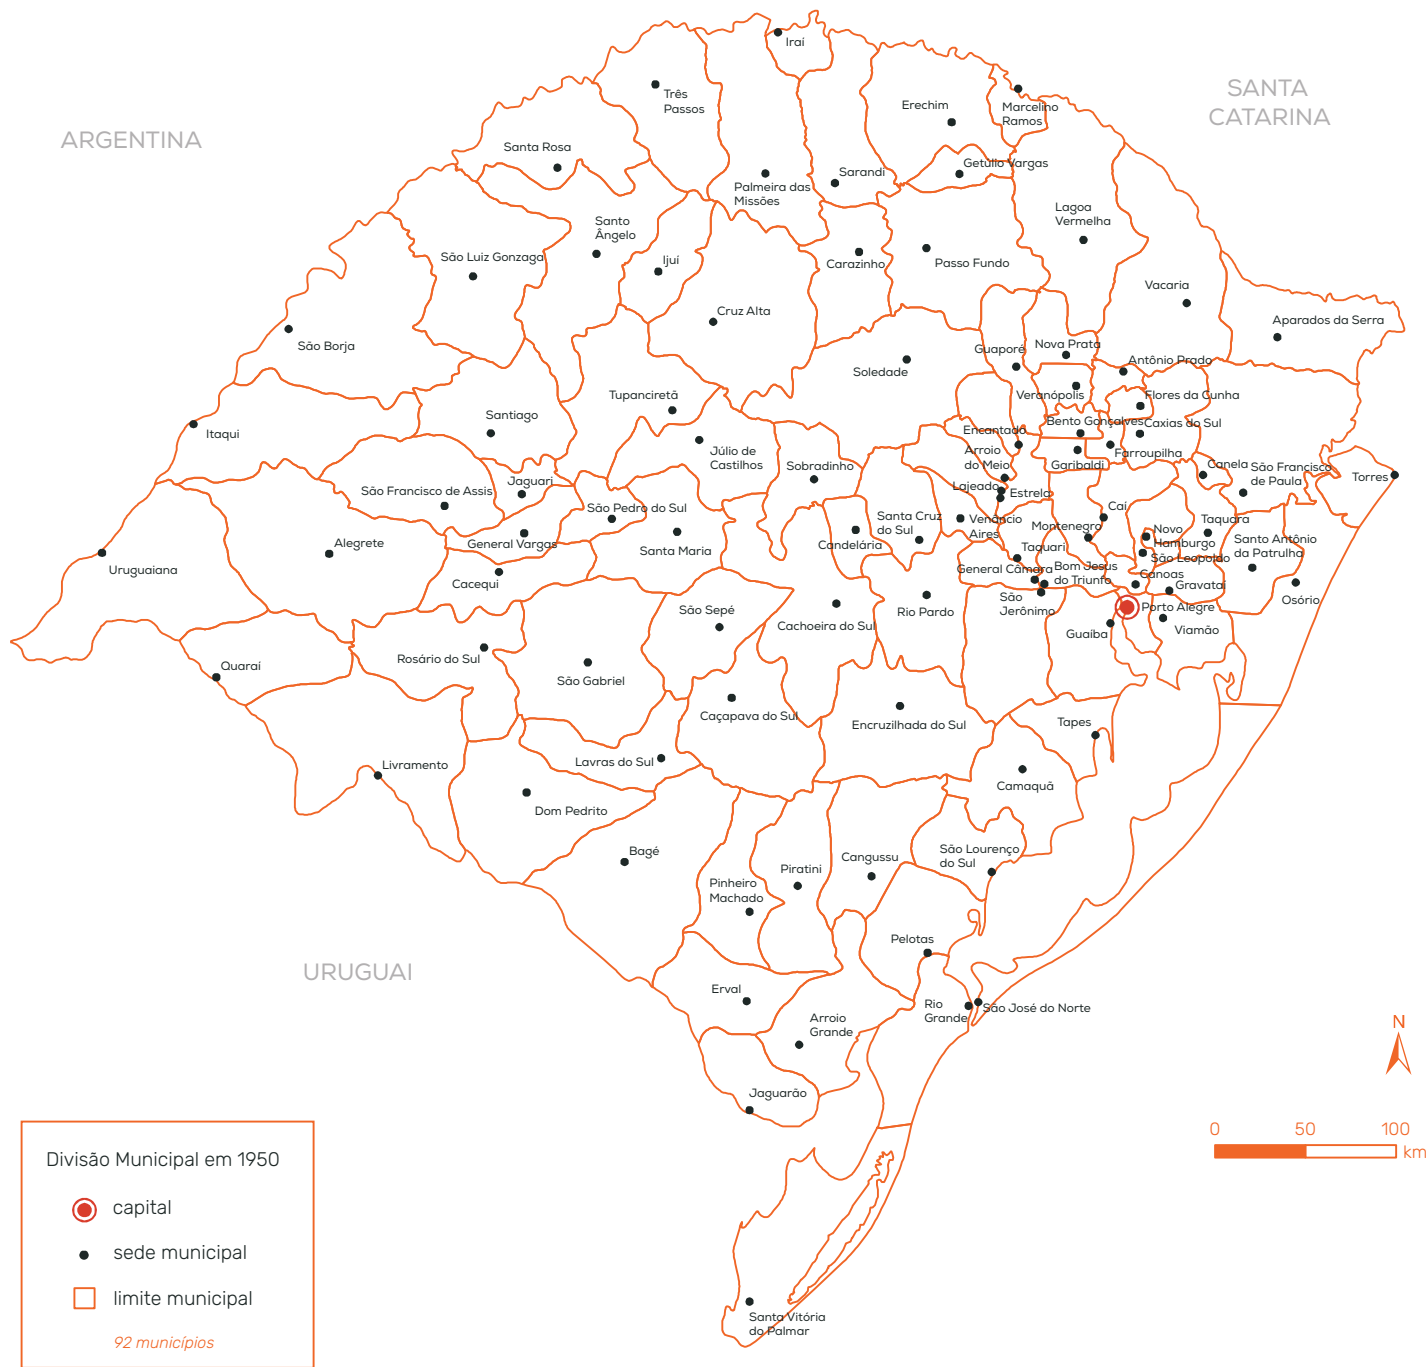 Iraí
Três
Passos
SANTA
CATARINA
Erechim
Marcelino
Ramos
ARGENTINA
Santa Rosa
Getúlio Vargas
Sarandi
Palmeira das
Missões
Lagoa
Vermelha
Santo
Ângelo
São Luiz Gonzaga
Ijuí
Carazinho
Passo Fundo
Vacaria
Cruz Alta
Aparados da Serra
São Borja
Nova Prata
Guaporé
Antônio Prado
Soledade
Tupanciretã
Veranópolis
Flores da Cunha
Santiago
Itaqui
Bento Gonçalves
Caxias do Sul
Encantado
Júlio de
Castilhos
Arroio
do Meio
Farroupilha
Sobradinho
Garibaldi
Canela
São Francisco
de Paula
Torres
Jaguari
São Francisco de Assis
Lajeado
Estrela
São Pedro do Sul
Caí
Santa Cruz
do Sul
Venâncio
Aires
Montenegro
Novo
Hamburgo
Taquara
General Vargas
Alegrete
Santa Maria
Candelária
Taquari
São Leopoldo
Santo Antônio
da Patrulha
Uruguaiana
Cacequi
General Câmara
Bom Jesus
do Triunfo
Canoas
Gravataí
Osório
São Sepé
Rio Pardo
São
Jerônimo
Porto Alegre
Cachoeira do Sul
Guaíba
Viamão
Rosário do Sul
Quaraí
São Gabriel
Caçapava do Sul
Encruzilhada do Sul
Tapes
Livramento
Lavras do Sul
Camaquã
Dom Pedrito
Bagé
São Lourenço
do Sul
Cangussu
Piratini
Pinheiro
Machado
Pelotas
URUGUAI
Erval
Rio
Grande
São José do Norte
Arroio
Grande
N
Jaguarão
0 50 100
km
Divisão Municipal em 1950
capital
sede municipal
limite municipal
92 municípios
Santa Vitória
do Palmar